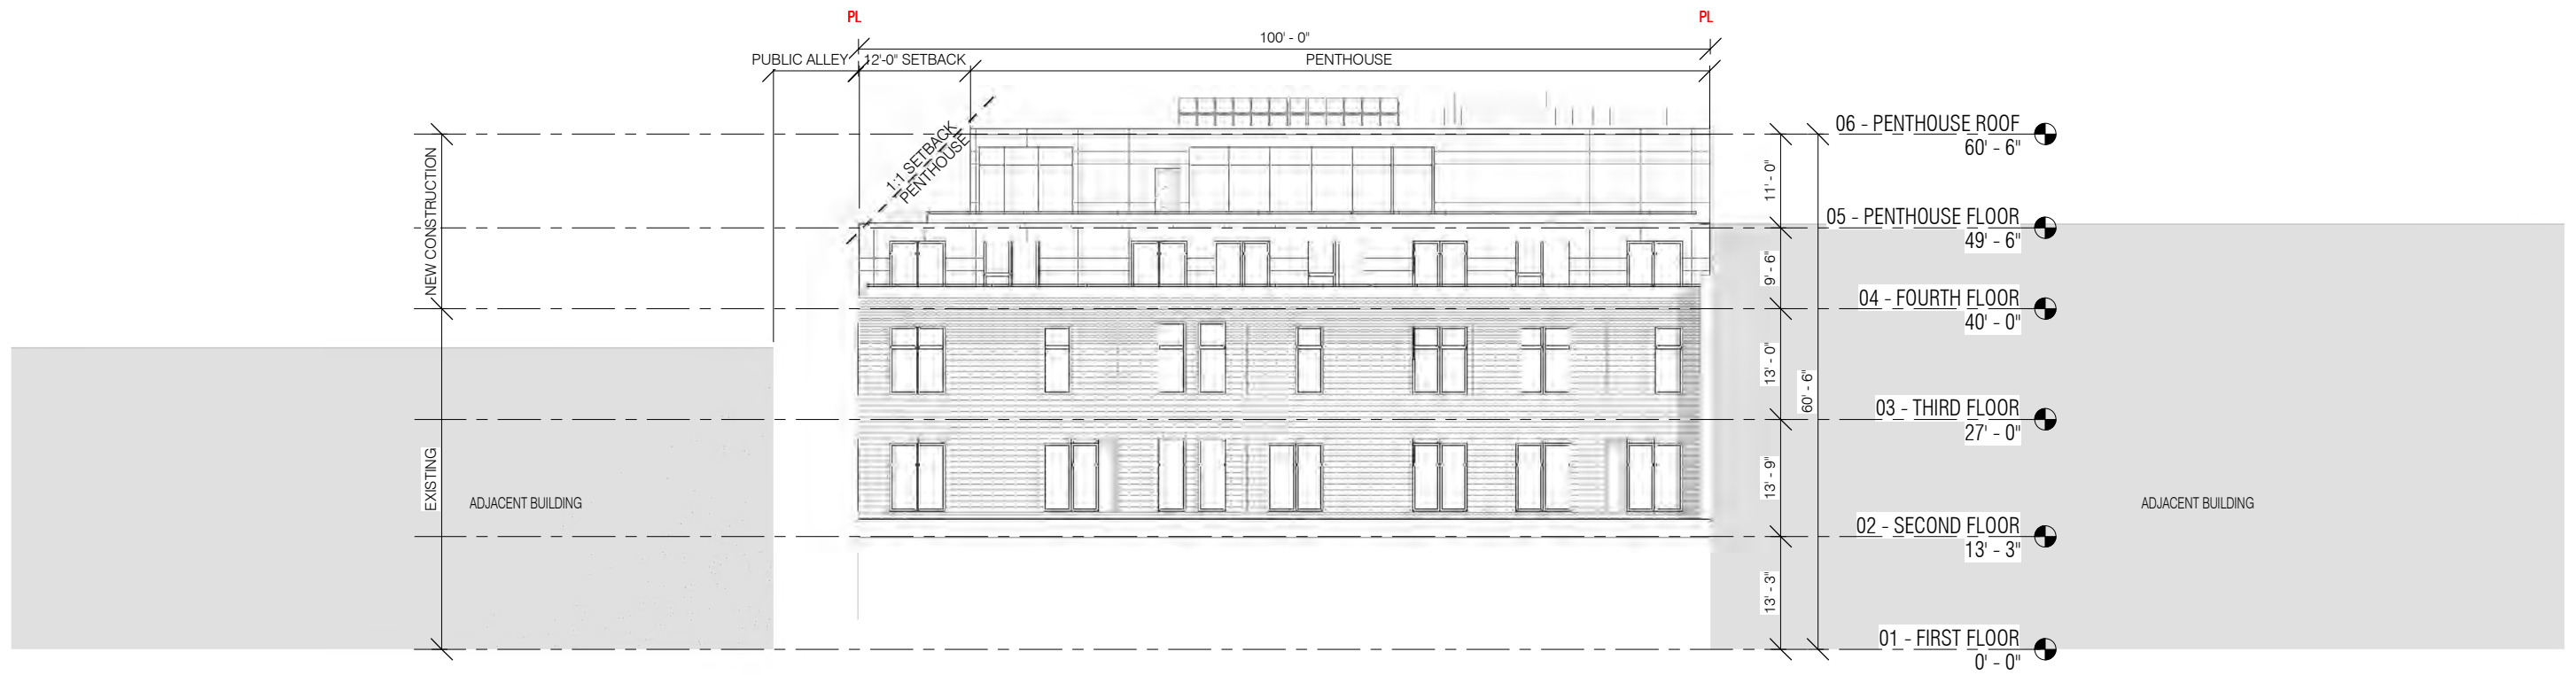 PL
PL
100' - 0"
PUBLIC ALLEY
12'-0" SETBACK
PENTHOUSE
1:1 SETBACK
PENTHOUSE
NEW CONSTRUCTION
EXISTING
ADJACENT BUILDING
11' - 0"
9' - 6"
13' - 0"
13' - 9"
13' - 3"
60' - 6"
06 - PENTHOUSE ROOF
60' - 6"
05 - PENTHOUSE FLOOR
49' - 6"
04 - FOURTH FLOOR
40' - 0"
03 - THIRD FLOOR
27' - 0"
02 - SECOND FLOOR
13' - 3"
01 - FIRST FLOOR
0' - 0"
ADJACENT BUILDING